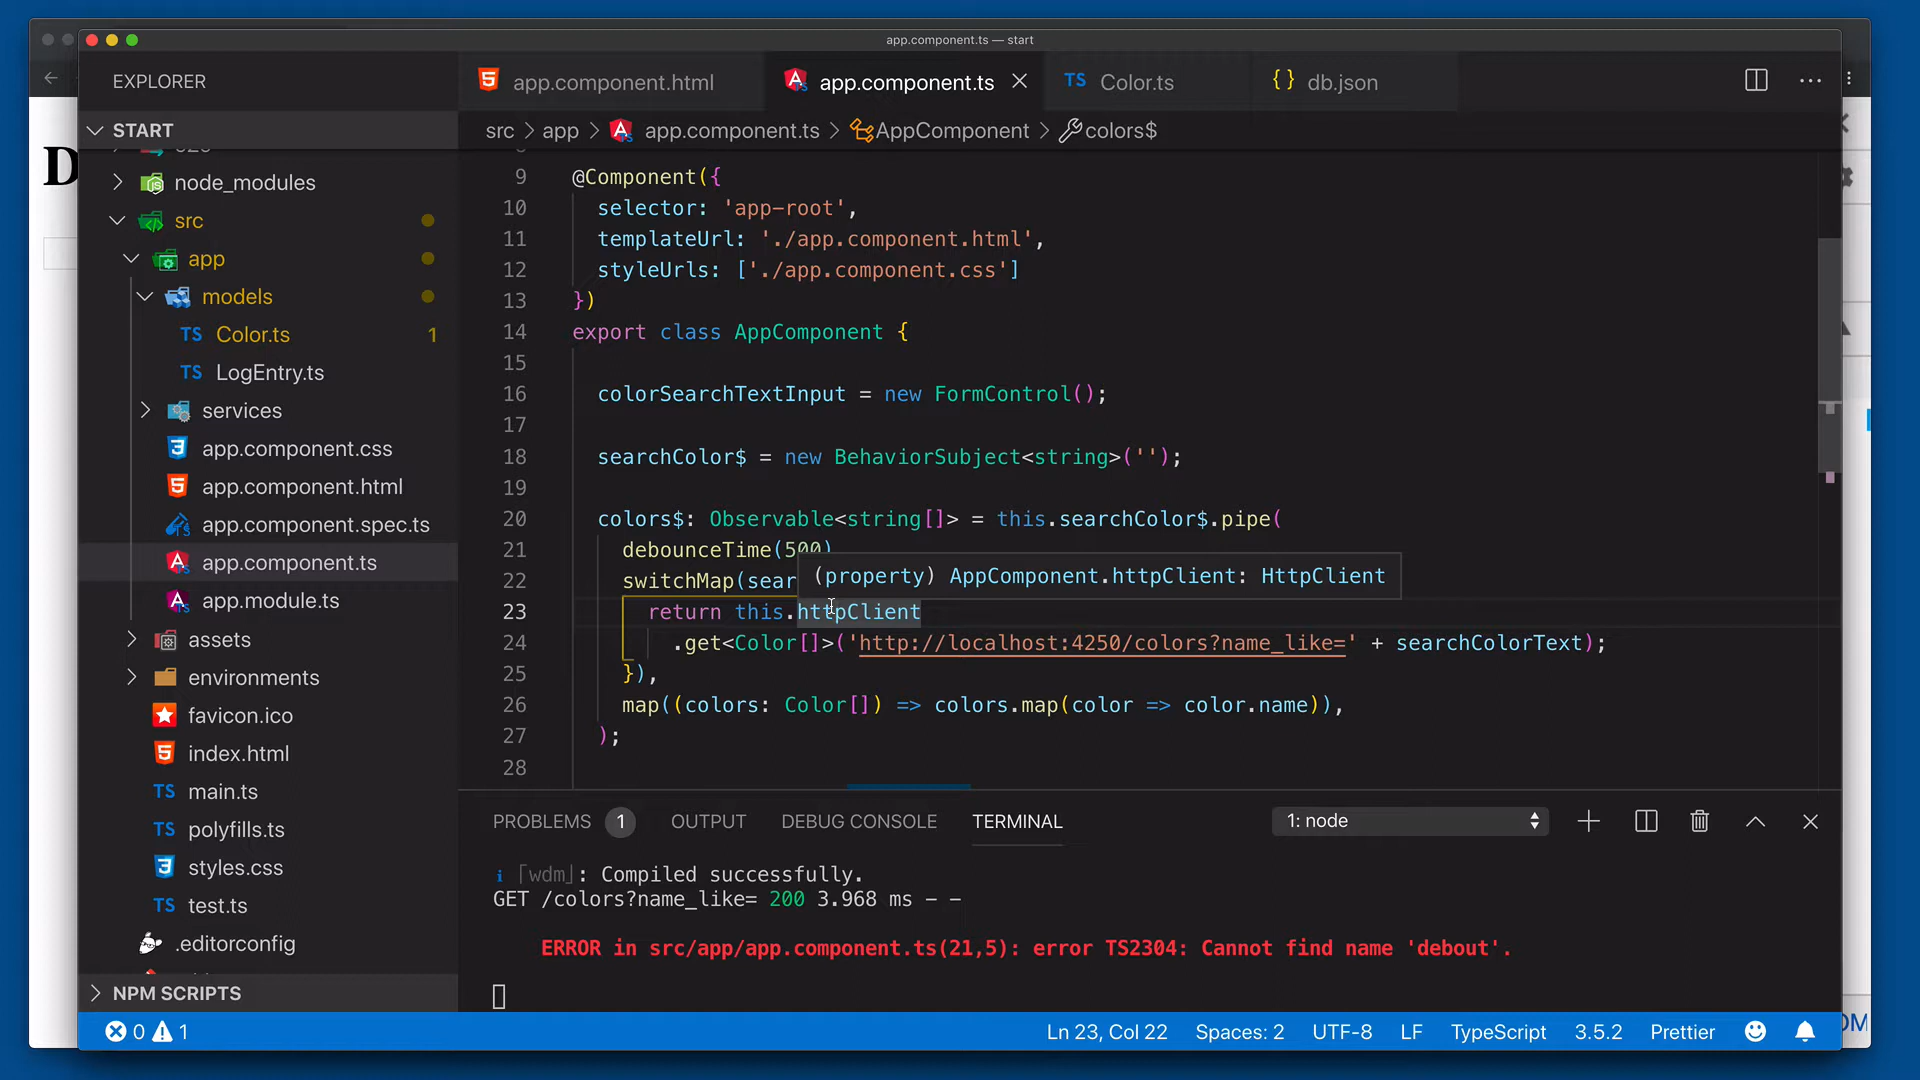 app.component.ts — start
EXPLORER
app.component.html
app.component.ts
TS Color.ts
{} db.json
START
src > app > app.component.ts > AppComponent > colors$
D
node_modules
src
app
models
TS Color.ts 1
TS LogEntry.ts
services
app.component.css
app.component.html
app.component.spec.ts
app.component.ts
app.module.ts
assets
environments
favicon.ico
index.html
TS main.ts
TS polyfills.ts
styles.css
TS test.ts
.editorconfig
NPM SCRIPTS
9 @Component({
10 selector: 'app-root',
11 templateUrl: './app.component.html',
12 styleUrls: ['./app.component.css']
13 })
14 export class AppComponent {
15
16 colorSearchTextInput = new FormControl();
17
18 searchColor$ = new BehaviorSubject<string>('');
19
20 colors$: Observable<string[]> = this.searchColor$.pipe(
21 debounceTime(500)
22 switchMap(sear
(property) AppComponent.httpClient: HttpClient
23 return this.httpClient
24 .get<Color[]>('http://localhost:4250/colors?name_like=' + searchColorText);
25 }),
26 map((colors: Color[]) => colors.map(color => color.name)),
27 );
28
PROBLEMS 1 OUTPUT DEBUG CONSOLE TERMINAL
1: node
i ｢wdm｣: Compiled successfully.
GET /colors?name_like= 200 3.968 ms - -
ERROR in src/app/app.component.ts(21,5): error TS2304: Cannot find name 'debout'.
0 1
Ln 23, Col 22 Spaces: 2 UTF-8 LF TypeScript 3.5.2 Prettier